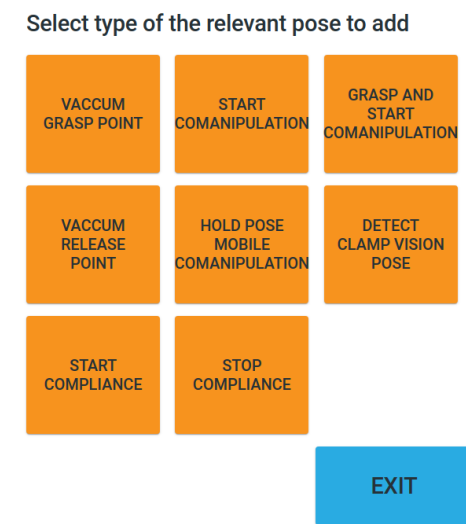 Select type of the relevant pose to add
VACCUM
GRASP POINT
START
COMANIPULATION
GRASP AND
START
COMANIPULATION
VACCUM
RELEASE
POINT
HOLD POSE
MOBILE
COMANIPULATION
DETECT
CLAMP VISION
POSE
START
COMPLIANCE
STOP
COMPLIANCE
EXIT